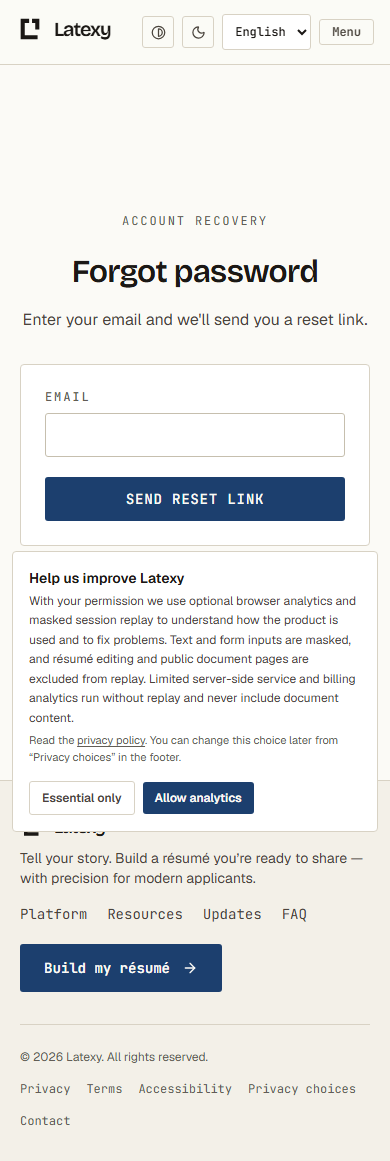 Latexy
English
Menu
ACCOUNT RECOVERY
Forgot password
Enter your email and we'll send you a reset link.
EMAIL
SEND RESET LINK
Help us improve Latexy
With your permission we use optional browser analytics and
masked session replay to understand how the product is
used and to fix problems. Text and form inputs are masked,
and résumé editing and public document pages are
excluded from replay. Limited server-side service and billing
analytics run without replay and never include document
content.
Read the privacy policy. You can change this choice later from
“Privacy choices” in the footer.
Essential only
Allow analytics
Tell your story. Build a résumé you’re ready to share —
with precision for modern applicants.
Platform Resources Updates FAQ
Build my résumé →
© 2026 Latexy. All rights reserved.
Privacy Terms Accessibility Privacy choices
Contact